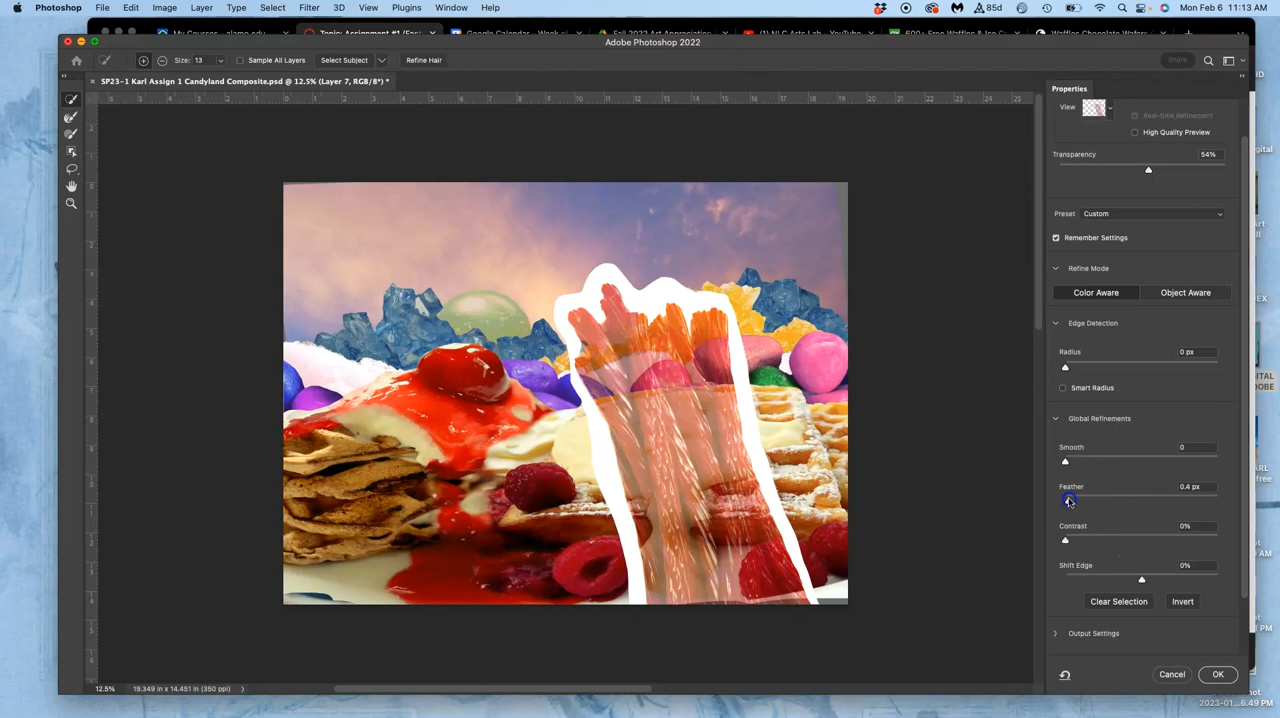 Photoshop File Edit Image Layer Type Select Filter 3D View Plugins Window Help 85d Mon Feb 6 11:13 AM
Adobe Photoshop 2022
Size: 13 Sample All Layers Select Subject Refine Hair Share
× SP23-1 Karl Assign 1 Candyland Composite.psd @ 12.5% (Layer 7, RGB/8*) *
Properties
View
Real-time Refinement
High Quality Preview
Transparency 54%
Preset Custom
Remember Settings
Refine Mode
Color Aware Object Aware
Edge Detection
Radius 0 px
Smart Radius
Global Refinements
Smooth 0
Feather 0.4 px
Contrast 0%
Shift Edge 0%
Clear Selection Invert
Output Settings
Cancel OK
12.5% 19.349 in x 14.451 in (350 ppi) >